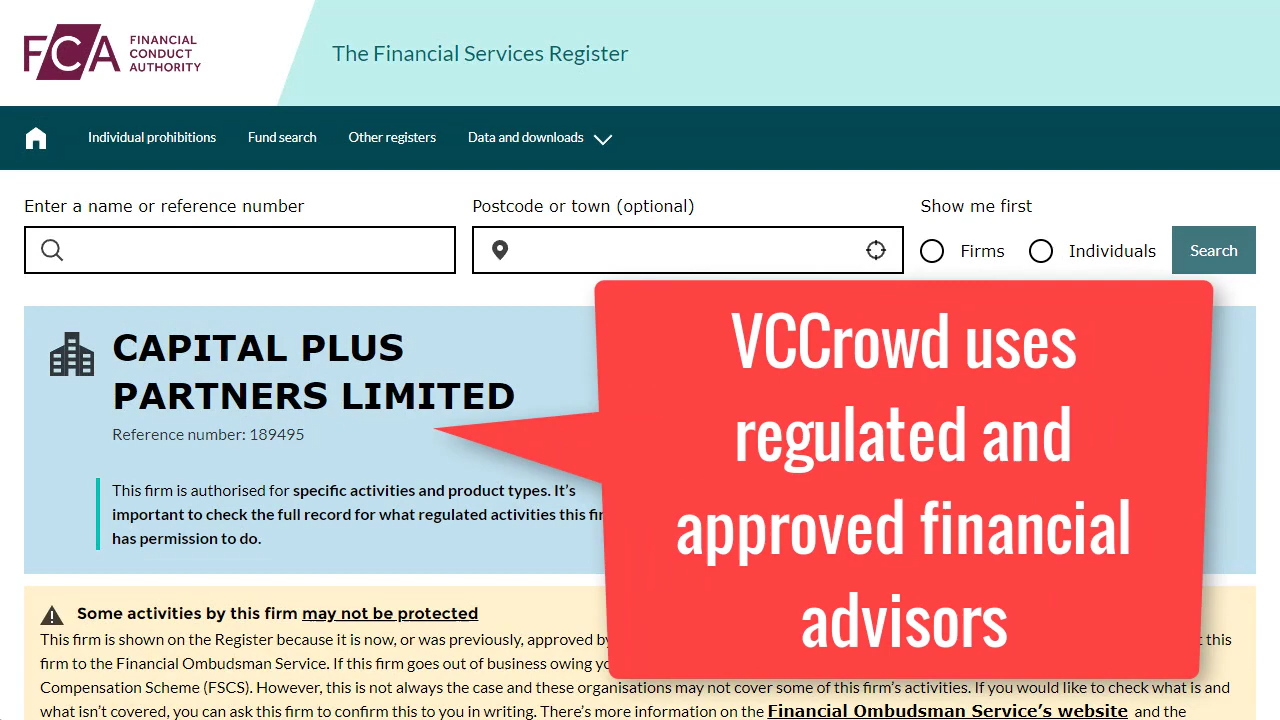 FCA FINANCIAL
CONDUCT
AUTHORITY
The Financial Services Register
Individual prohibitions Fund search Other registers Data and downloads
Enter a name or reference number
Postcode or town (optional)
Show me first
Firms Individuals Search
CAPITAL PLUS
PARTNERS LIMITED
Reference number: 189495
This firm is authorised for specific activities and product types. It's
important to check the full record for what regulated activities this
has permission to do.
VCCrowd uses
regulated and
approved financial
advisors
Some activities by this firm may not be protected
This firm is shown on the Register because it is now, or was previously, approved
this
firm to the Financial Ombudsman Service. If this firm goes out of business owing
Compensation Scheme (FSCS). However, this is not always the case and these organisations may not cover some of this firm's activities. If you would like to check what is and
what isn't covered, you can ask this firm to confirm this to you in writing. There's more information on the Financial Ombudsman Service's website and the